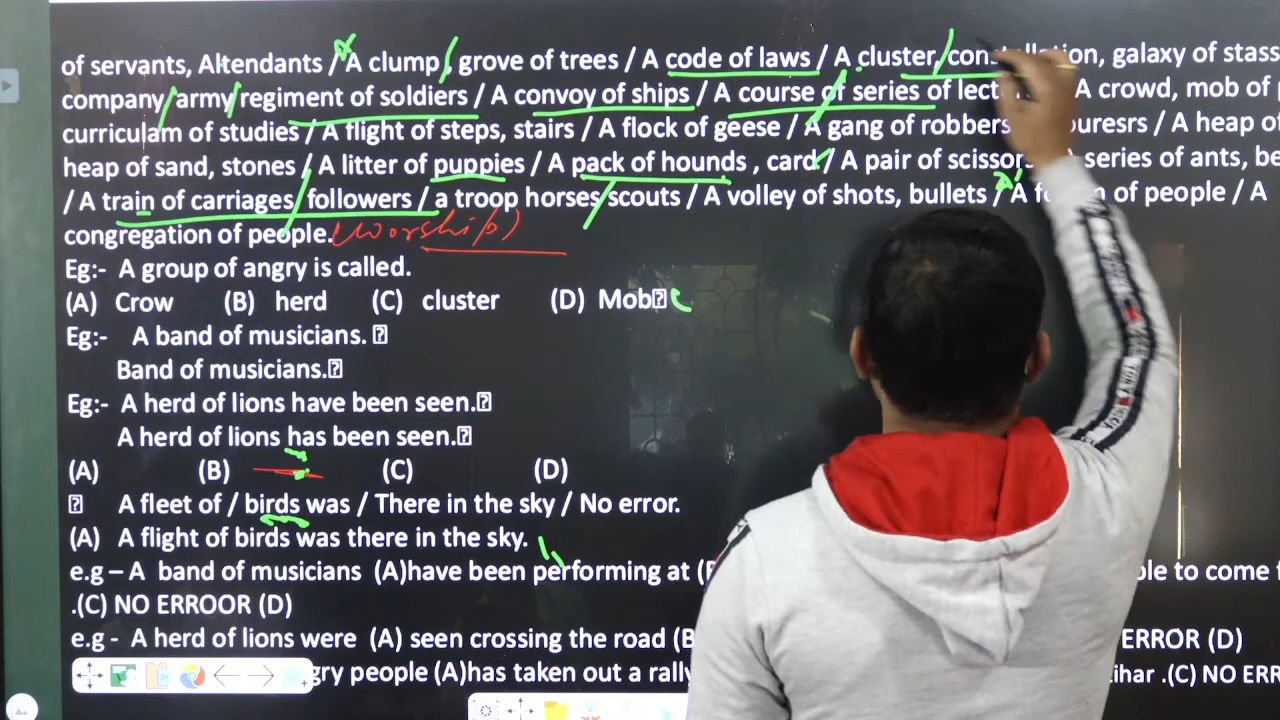 of servants, Altendants / A clump, grove of trees / A code of laws / A cluster, constellation, galaxy of stass
company/army/regiment of soldiers / A convoy of ships / A course of series of lect A crowd, mob of
curriculam of studies / A flight of steps, stairs / A flock of geese / A gang of robbers ouresrs / A heap of
heap of sand, stones / A litter of puppies / A pack of hounds , card / A pair of scissors series of ants, be
/ A train of carriages/ followers / a troop horses/scouts / A volley of shots, bullets / A of people / A
congregation of people. (worship)
Eg:- A group of angry is called.
(A) Crow (B) herd (C) cluster (D) Mob
Eg:- A band of musicians.
Band of musicians.
Eg:- A herd of lions have been seen.
A herd of lions has been seen.
(A) (B) (C) (D)
A fleet of / birds was / There in the sky / No error.
(A) A flight of birds was there in the sky.
e.g – A band of musicians (A)have been performing at ble to come
.(C) NO ERROOR (D)
e.g - A herd of lions were (A) seen crossing the road (B ERROR (D)
gry people (A)has taken out a rally ihar .(C) NO ERR